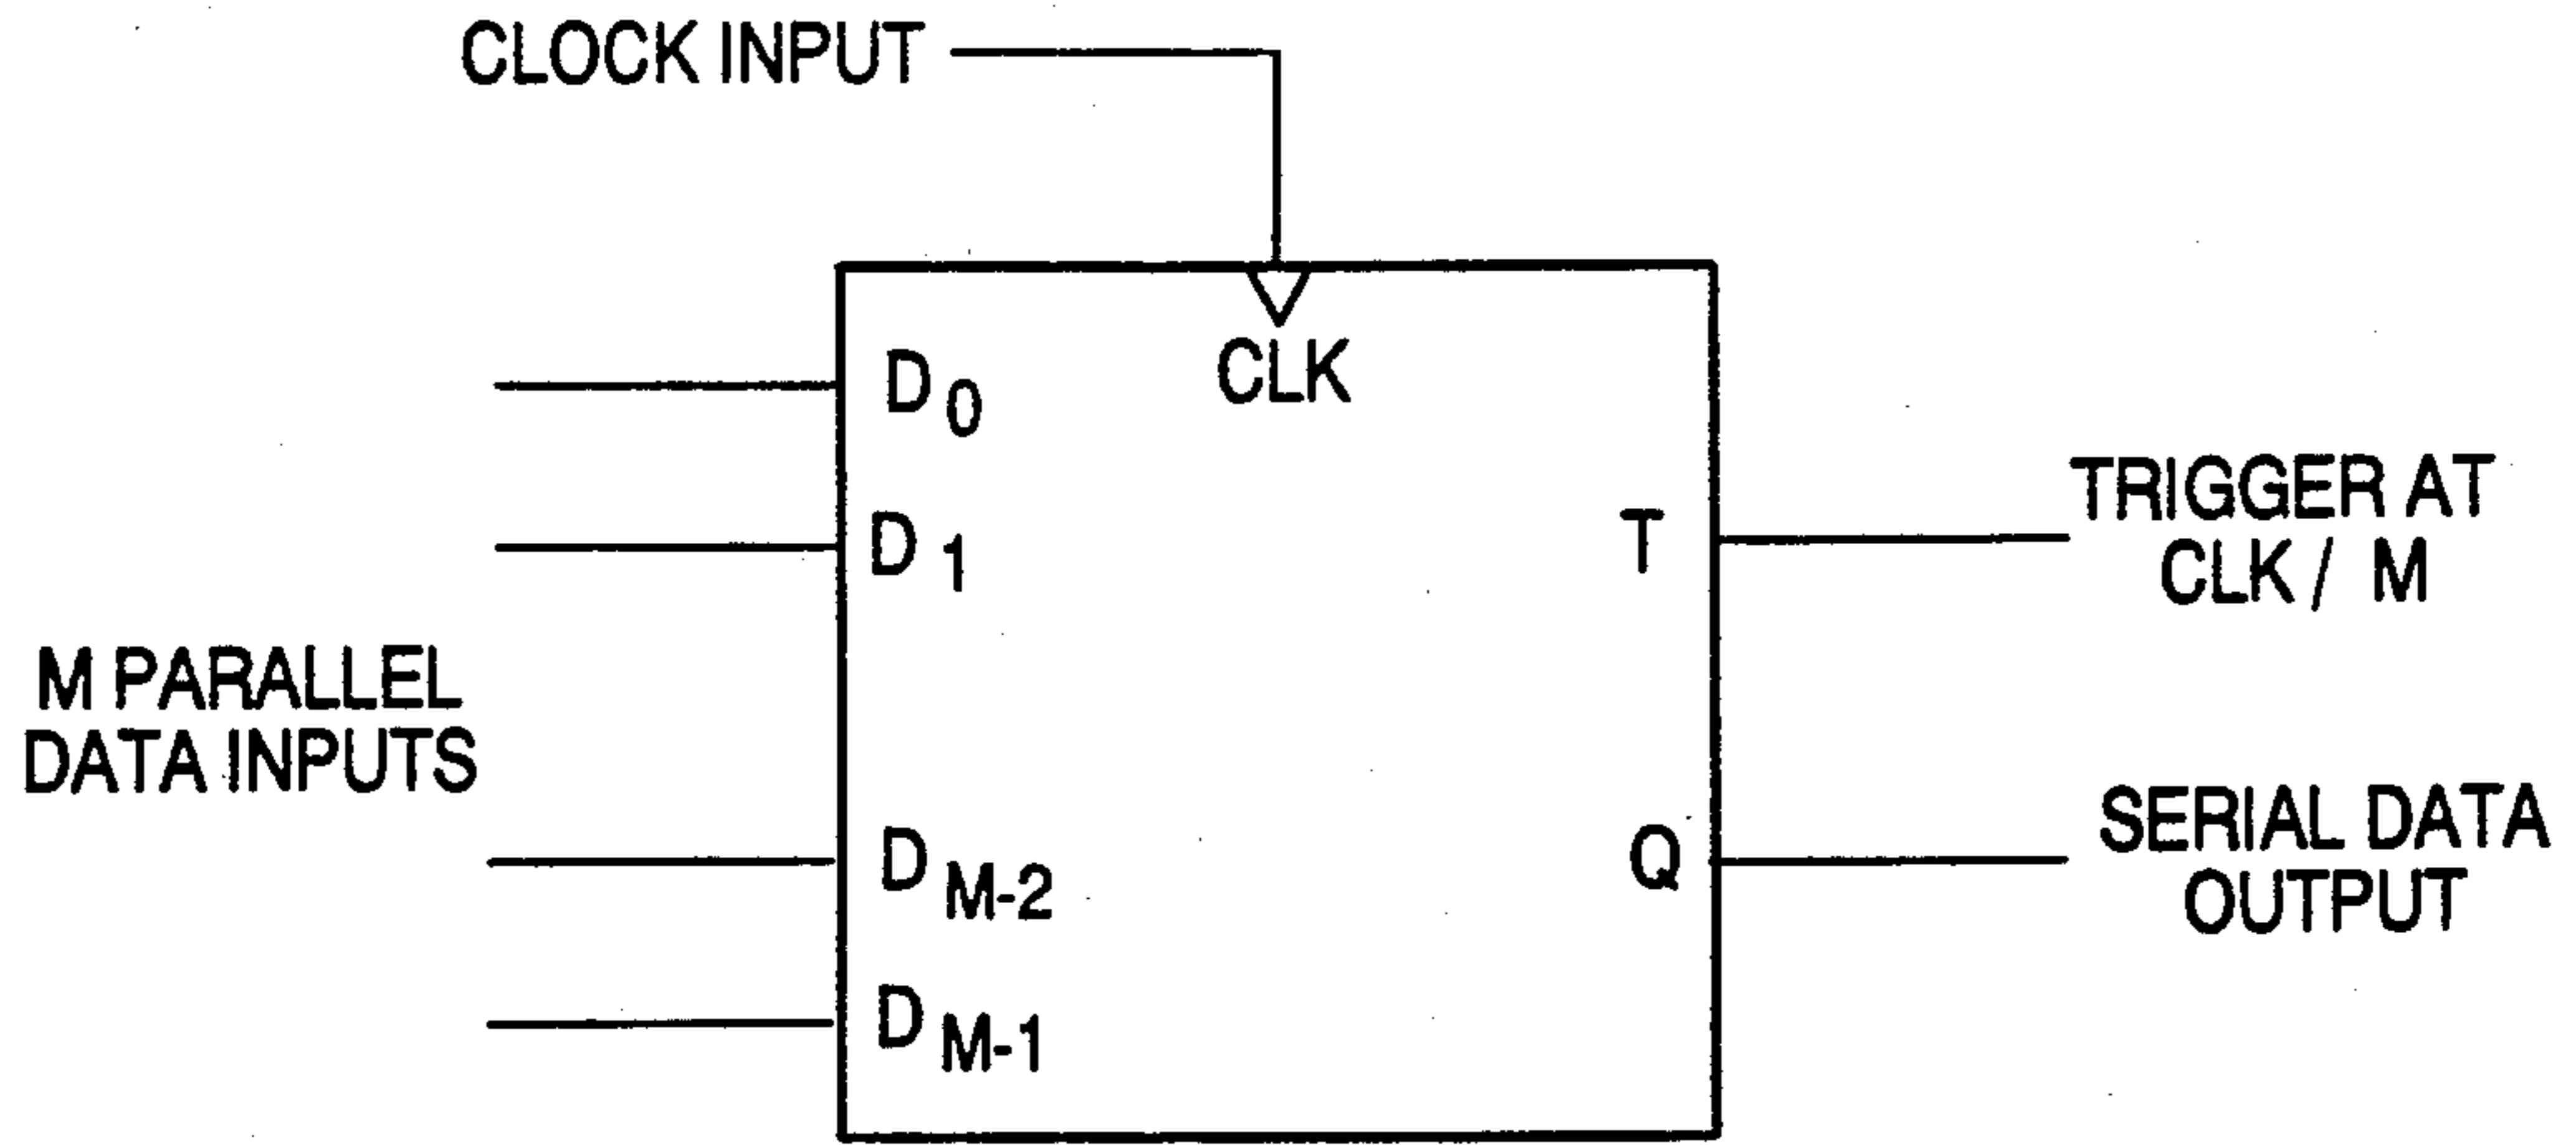 CLOCK INPUT
CLK
D0
D1
T
TRIGGER AT
CLK / M
M PARALLEL
DATA INPUTS
DM-2
DM-1
Q
SERIAL DATA
OUTPUT